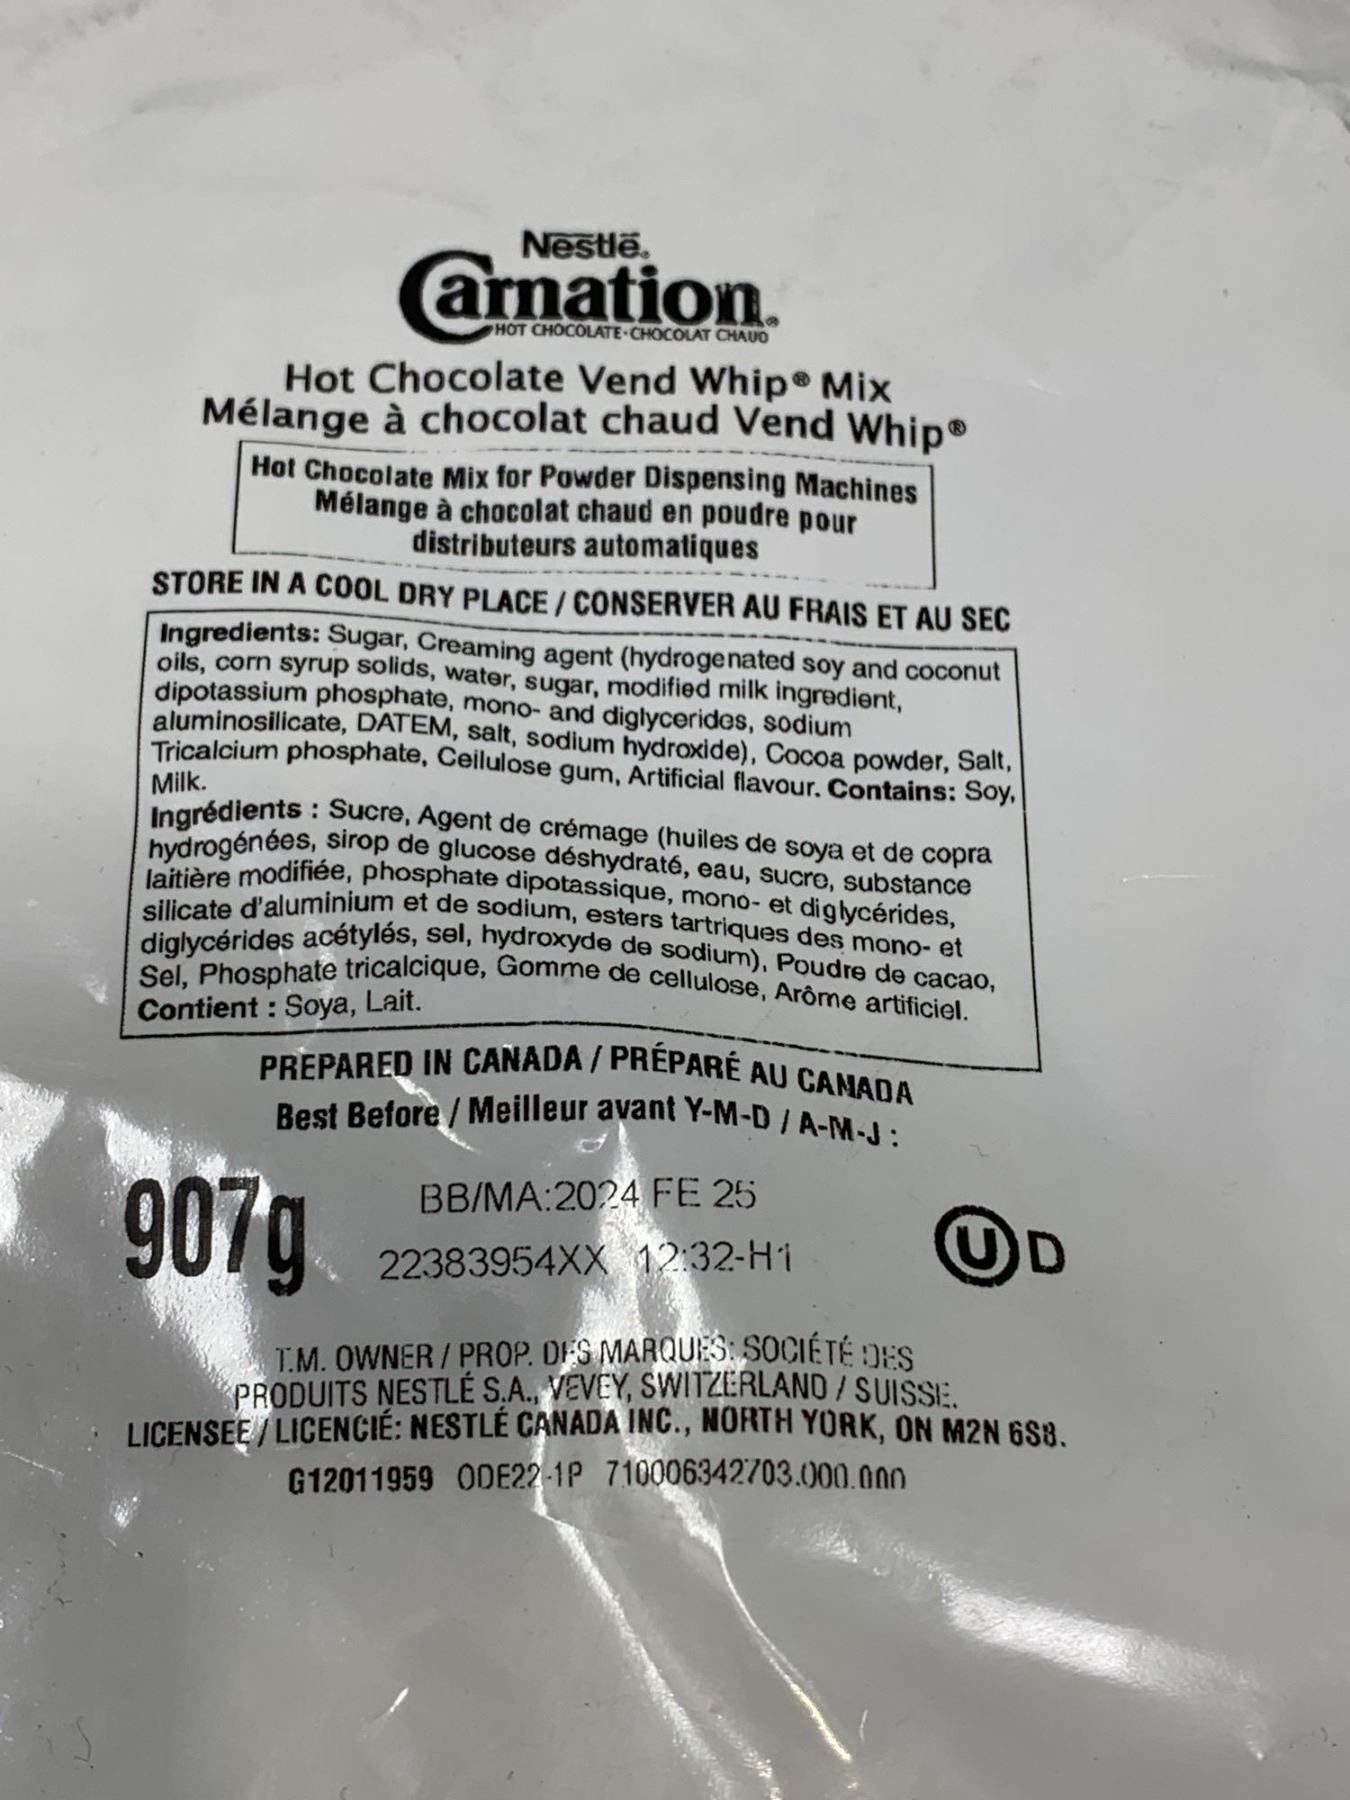 Nestlé®
Carnation®
HOT CHOCOLATE • CHOCOLAT CHAUD
Hot Chocolate Vend Whip® Mix
Mélange à chocolat chaud Vend Whip®
Hot Chocolate Mix for Powder Dispensing Machines
Mélange à chocolat chaud en poudre pour
distributeurs automatiques
STORE IN A COOL DRY PLACE / CONSERVER AU FRAIS ET AU SEC
Ingredients: Sugar, Creaming agent (hydrogenated soy and coconut
oils, corn syrup solids, water, sugar, modified milk ingredient,
dipotassium phosphate, mono- and diglycerides, sodium
aluminosilicate, DATEM, salt, sodium hydroxide), Cocoa powder, Salt,
Tricalcium phosphate, Cellulose gum, Artificial flavour. Contains: Soy,
Milk.
Ingrédients : Sucre, Agent de crémage (huiles de soya et de copra
hydrogénées, sirop de glucose déshydraté, eau, sucre, substance
laitière modifiée, phosphate dipotassique, mono- et diglycérides,
silicate d'aluminium et de sodium, esters tartriques des mono- et
diglycérides acétylés, sel, hydroxyde de sodium), Poudre de cacao,
Sel, Phosphate tricalcique, Gomme de cellulose, Arôme artificiel.
Contient : Soya, Lait.
PREPARED IN CANADA / PRÉPARÉ AU CANADA
Best Before / Meilleur avant Y-M-D / A-M-J :
907g
BB/MA:2024 FE 25
22383954XX 12:32-H1
U D
T.M. OWNER / PROP. DES MARQUES: SOCIÉTÉ DES
PRODUITS NESTLÉ S.A., VEVEY, SWITZERLAND / SUISSE.
LICENSEE / LICENCIÉ: NESTLÉ CANADA INC., NORTH YORK, ON M2N 6S8.
G12011959 ODE22-1P 710006342703.000.000